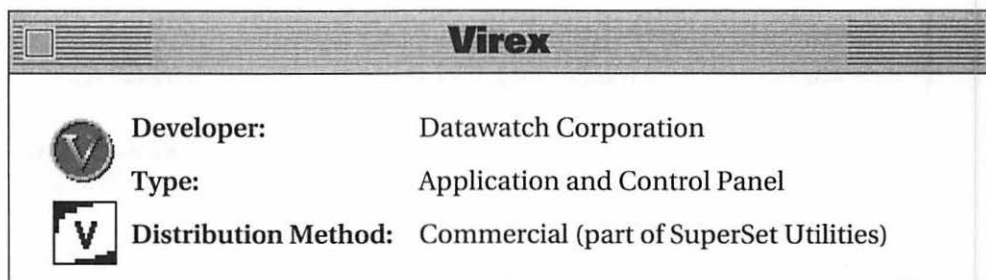 Virex
Developer: Datawatch Corporation
Type: Application and Control Panel
Distribution Method: Commercial (part of SuperSet Utilities)
V
V